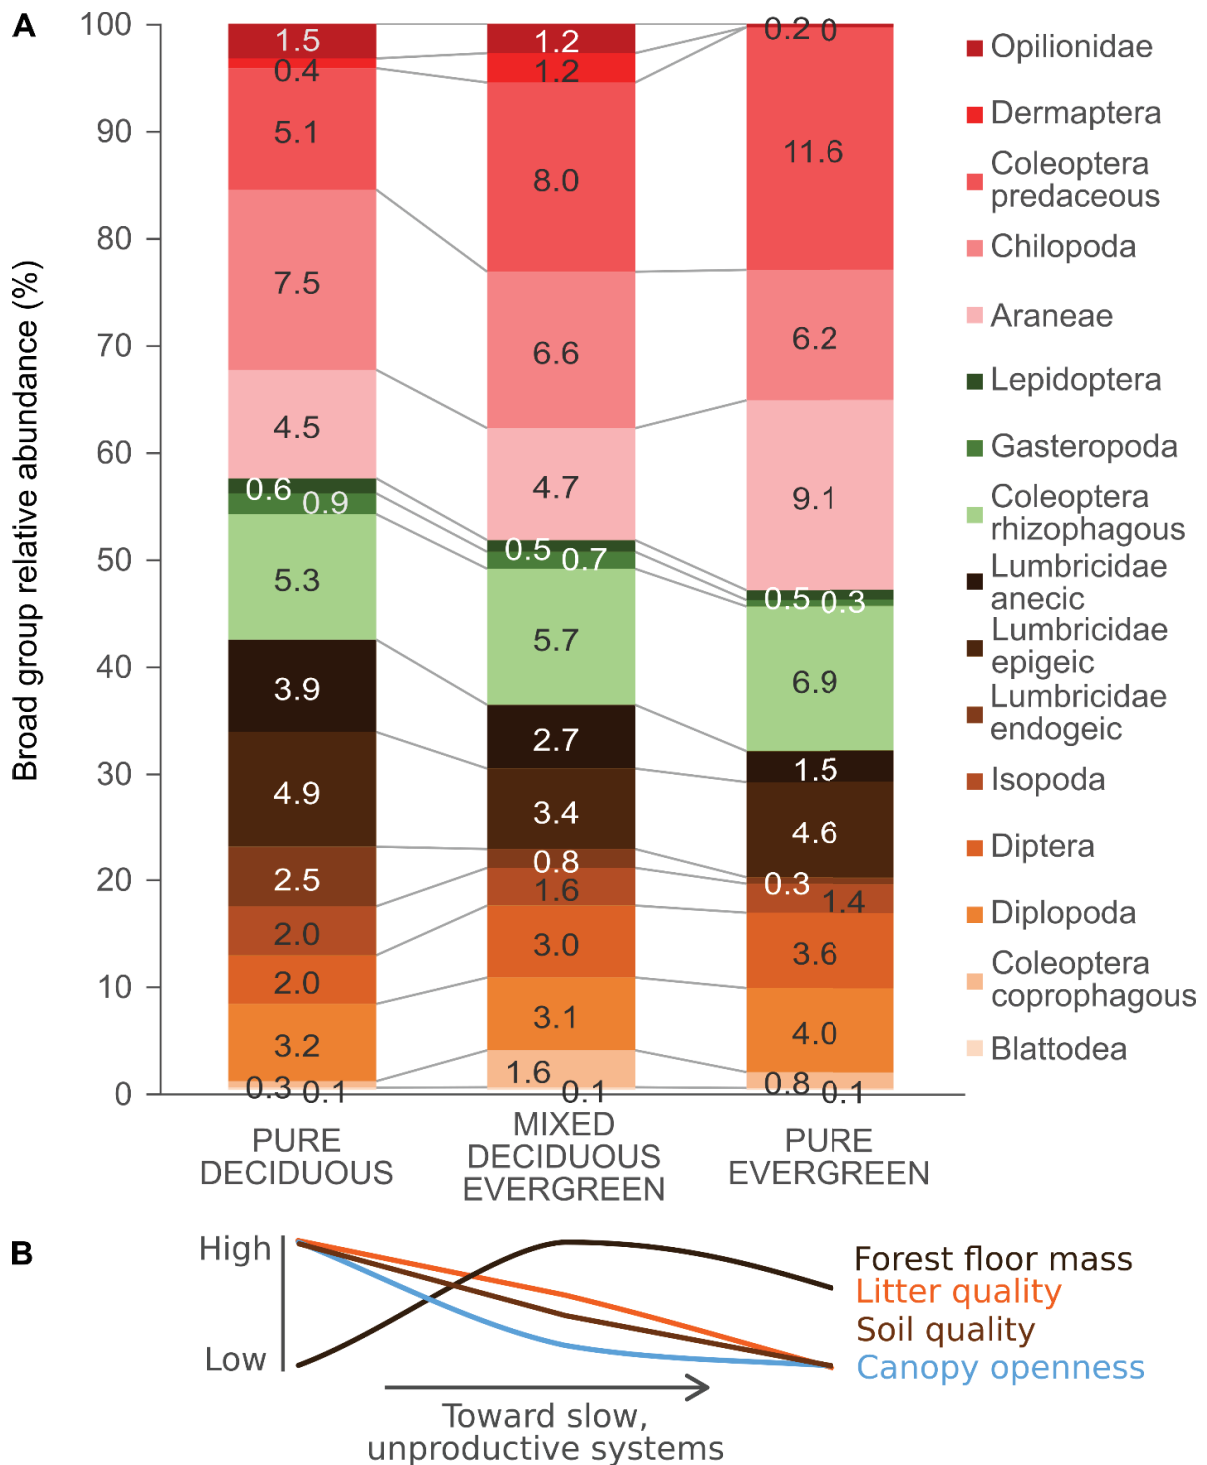 A
Broad group relative abundance (%)
100
90
80
70
60
50
40
30
20
10
0
1.5
0.4
5.1
7.5
4.5
0.6
0.9
5.3
3.9
4.9
2.5
2.0
2.0
3.2
0.3
0.1
1.2
1.2
8.0
6.6
4.7
0.5
0.7
5.7
2.7
3.4
0.8
1.6
3.0
3.1
1.6
0.1
0.2
0
11.6
6.2
9.1
0.5
0.3
6.9
1.5
4.6
0.3
1.4
3.6
4.0
0.8
0.1
PURE
DECIDUOUS
MIXED
DECIDUOUS
EVERGREEN
PURE
EVERGREEN
Opilionidae
Dermaptera
Coleoptera
predaceous
Chilopoda
Araneae
Lepidoptera
Gasteropoda
Coleoptera
rhizophagous
Lumbricidae
anecic
Lumbricidae
epigeic
Lumbricidae
endogeic
Isopoda
Diptera
Diplopoda
Coleoptera
coprophagous
Blattodea
B
High
Low
Forest floor mass
Litter quality
Soil quality
Canopy openness
Toward slow,
unproductive systems